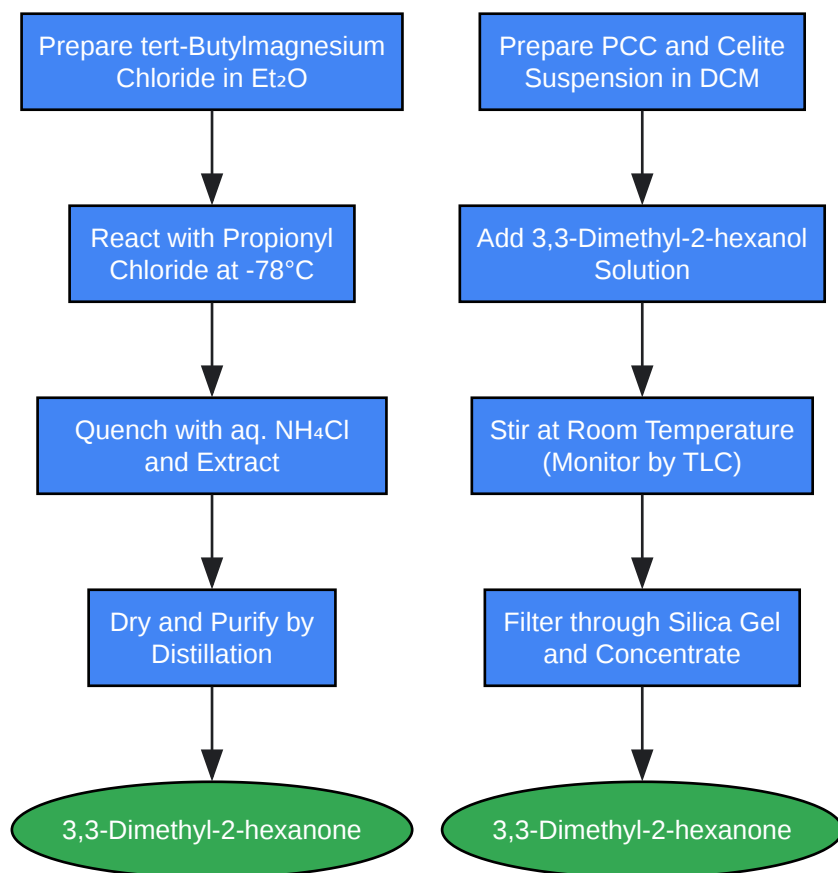 Prepare tert-Butylmagnesium
Chloride in Et₂O
React with Propionyl
Chloride at -78°C
Quench with aq. NH₄Cl
and Extract
Dry and Purify by
Distillation
3,3-Dimethyl-2-hexanone
Prepare PCC and Celite
Suspension in DCM
Add 3,3-Dimethyl-2-hexanol
Solution
Stir at Room Temperature
(Monitor by TLC)
Filter through Silica Gel
and Concentrate
3,3-Dimethyl-2-hexanone